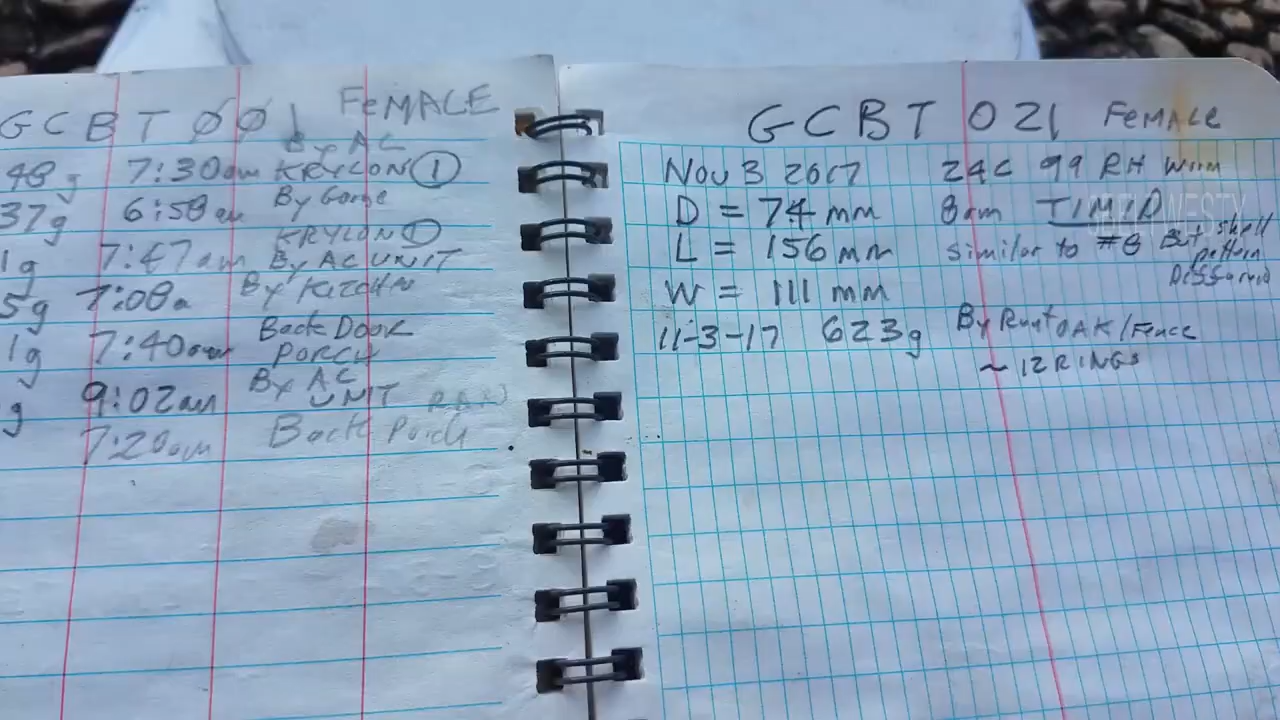 GCBT ØØ1 FEMALE
By AC
48g 7:30am KRYLON ①
37g 6:58am By Garage
KRYLON ①
1g 7:47am By AC UNIT
5g 7:08a By Kitchn
1g 7:40am Back DOOR
PORCH
g 9:02am By AC
UNIT
7:20am Back Porch
GCBT 021 FEMALE
Nov 3 2017 24C 99 RH Warm
D = 74 mm 8am TIMID
L = 156 mm similar to #8 But shell
pattern
W = 111 mm
11-3-17 623g By Runt OAK/Fence
~ 12 RINGS